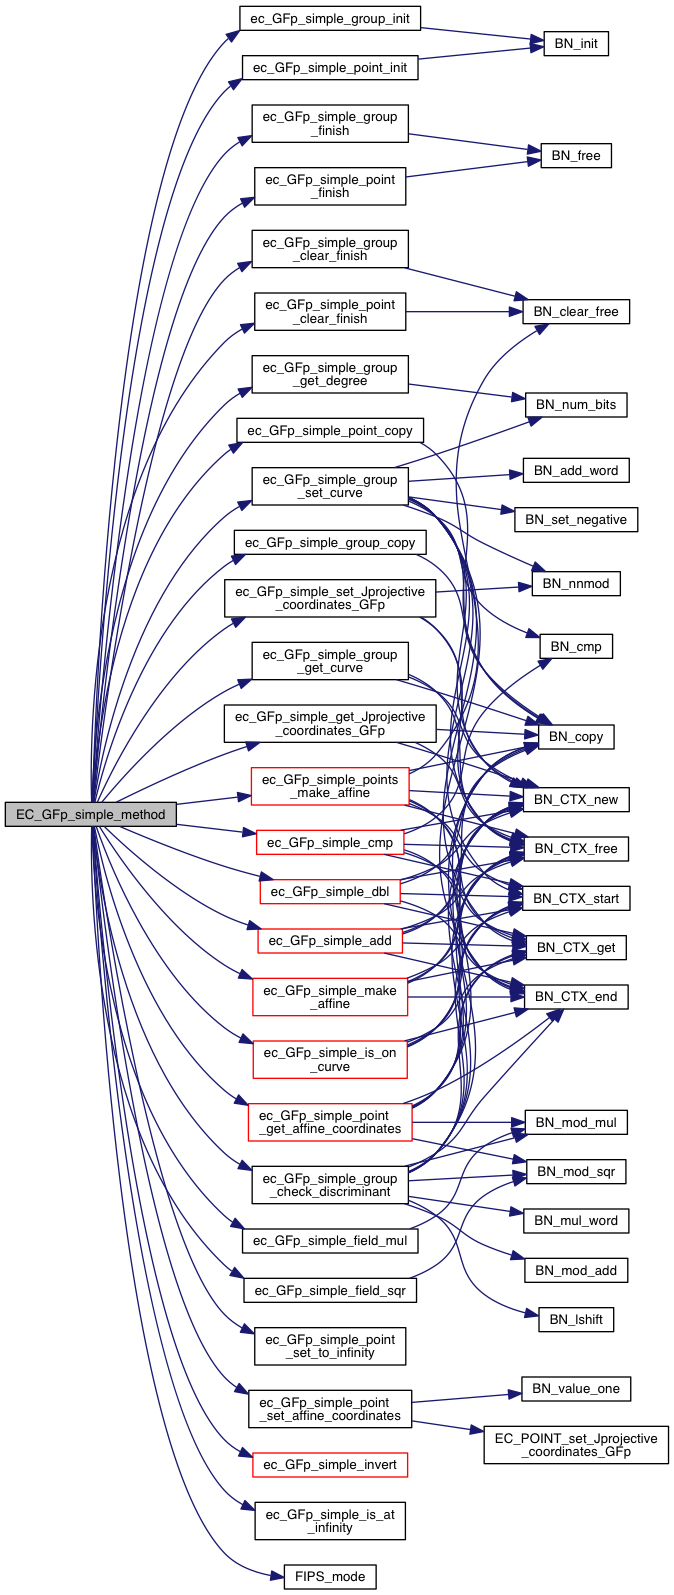 EC_GFp_simple_method
ec_GFp_simple_group_init
ec_GFp_simple_point_init
ec_GFp_simple_group
_finish
ec_GFp_simple_point
_finish
ec_GFp_simple_group
_clear_finish
ec_GFp_simple_point
_clear_finish
ec_GFp_simple_group
_get_degree
ec_GFp_simple_point_copy
ec_GFp_simple_group
_set_curve
ec_GFp_simple_group_copy
ec_GFp_simple_set_Jprojective
_coordinates_GFp
ec_GFp_simple_group
_get_curve
ec_GFp_simple_get_Jprojective
_coordinates_GFp
ec_GFp_simple_points
_make_affine
ec_GFp_simple_cmp
ec_GFp_simple_dbl
ec_GFp_simple_add
ec_GFp_simple_make
_affine
ec_GFp_simple_is_on
_curve
ec_GFp_simple_point
_get_affine_coordinates
ec_GFp_simple_group
_check_discriminant
ec_GFp_simple_field_mul
ec_GFp_simple_field_sqr
ec_GFp_simple_point
_set_to_infinity
ec_GFp_simple_point
_set_affine_coordinates
ec_GFp_simple_invert
ec_GFp_simple_is_at
_infinity
FIPS_mode
BN_init
BN_free
BN_clear_free
BN_num_bits
BN_add_word
BN_set_negative
BN_nnmod
BN_cmp
BN_copy
BN_CTX_new
BN_CTX_free
BN_CTX_start
BN_CTX_get
BN_CTX_end
BN_mod_mul
BN_mod_sqr
BN_mul_word
BN_mod_add
BN_lshift
BN_value_one
EC_POINT_set_Jprojective
_coordinates_GFp